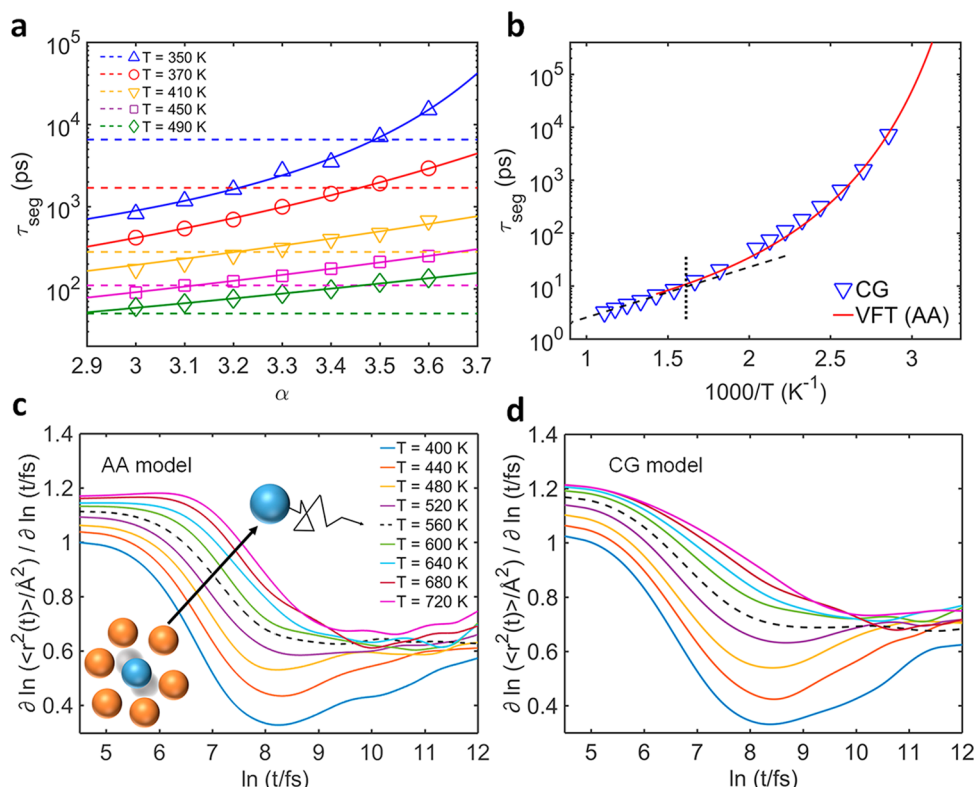 a
10^5
10^4
10^3
10^2
τ_seg (ps)
T = 350 K
T = 370 K
T = 410 K
T = 450 K
T = 490 K
2.9 3 3.1 3.2 3.3 3.4 3.5 3.6 3.7
α
b
10^5
10^4
10^3
10^2
10^1
10^0
τ_seg (ps)
CG
VFT (AA)
1 1.5 2 2.5 3
1000/T (K^-1)
c
1.4
1.2
1
0.8
0.6
0.4
∂ ln (<r^2(t)>/Å^2) / ∂ ln (t/fs)
AA model
T = 400 K
T = 440 K
T = 480 K
T = 520 K
T = 560 K
T = 600 K
T = 640 K
T = 680 K
T = 720 K
5 6 7 8 9 10 11 12
ln (t/fs)
d
1.4
1.2
1
0.8
0.6
0.4
∂ ln (<r^2(t)>/Å^2) / ∂ ln (t/fs)
CG model
5 6 7 8 9 10 11 12
ln (t/fs)